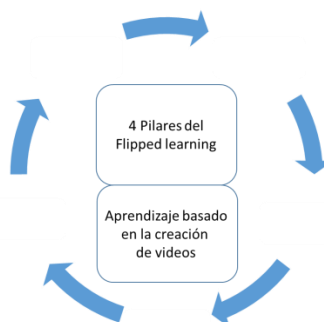 4 Pilares del
Flipped learning
Aprendizaje basado
en la creación
de videos